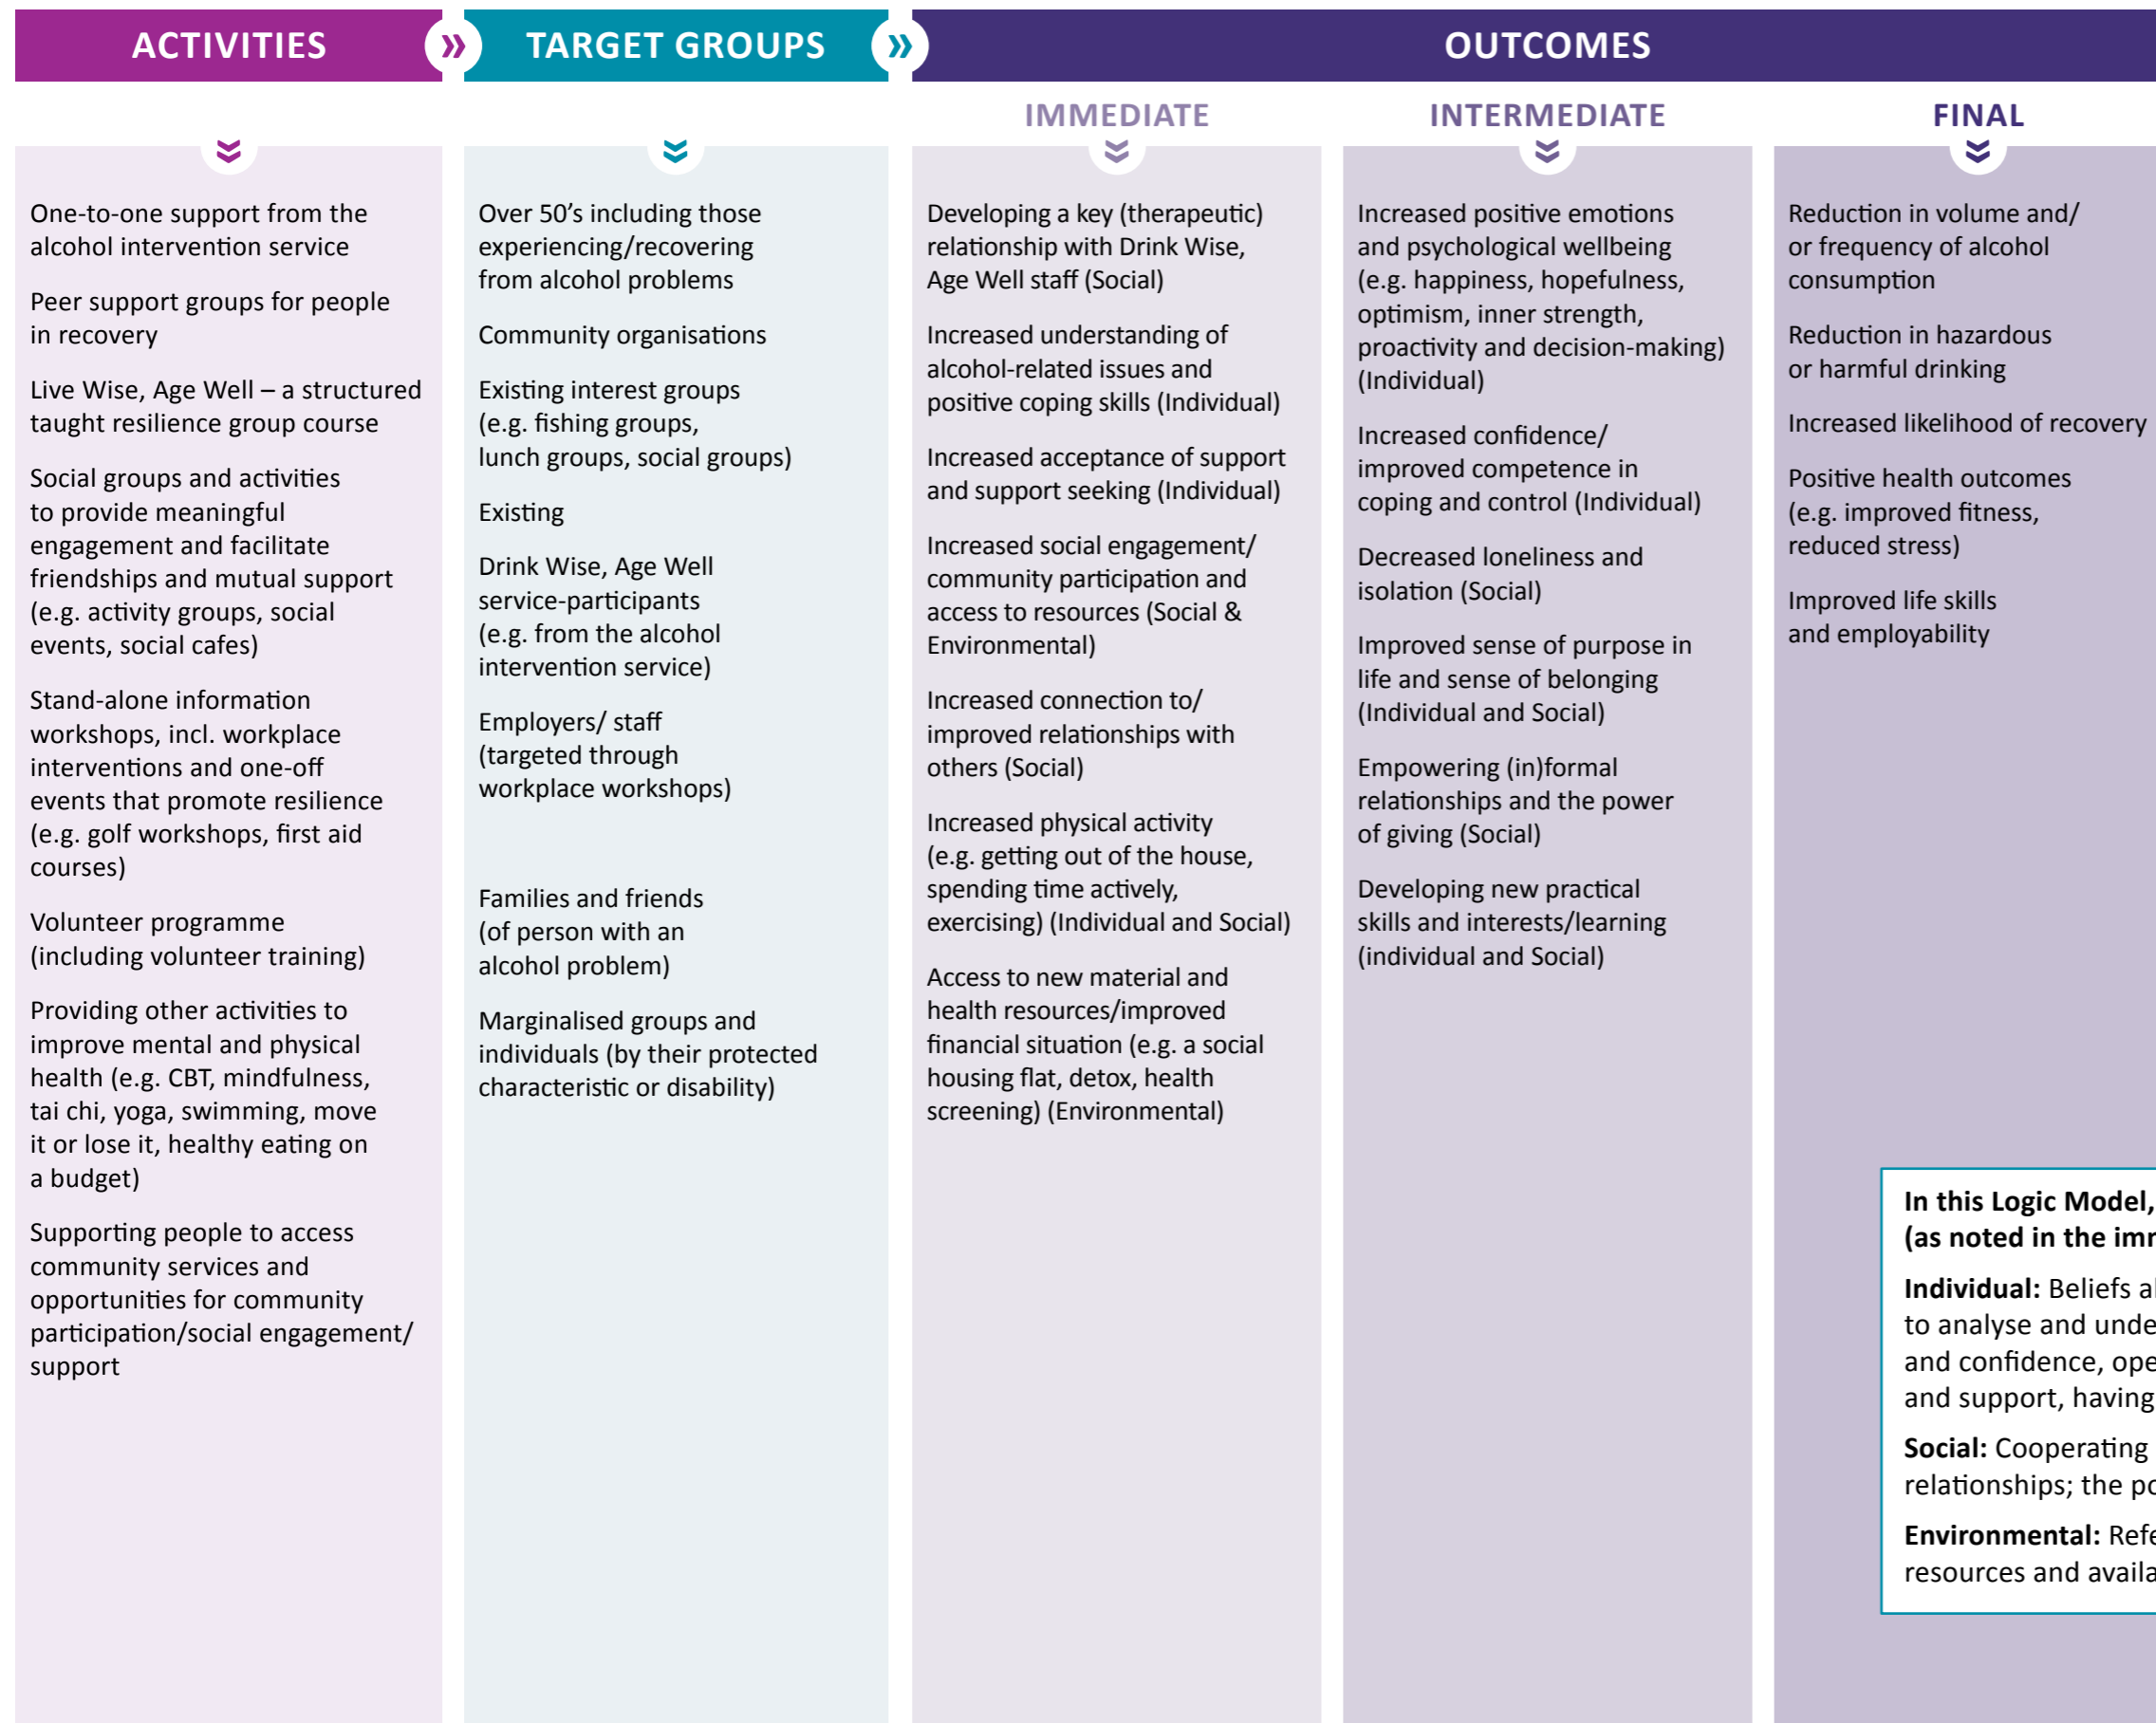 ACTIVITIES
TARGET GROUPS
OUTCOMES
IMMEDIATE
INTERMEDIATE
FINAL
One-to-one support from the
alcohol intervention service
Peer support groups for people
in recovery
Live Wise, Age Well – a structured
taught resilience group course
Social groups and activities
to provide meaningful
engagement and facilitate
friendships and mutual support
(e.g. activity groups, social
events, social cafes)
Stand-alone information
workshops, incl. workplace
interventions and one-off
events that promote resilience
(e.g. golf workshops, first aid
courses)
Volunteer programme
(including volunteer training)
Providing other activities to
improve mental and physical
health (e.g. CBT, mindfulness,
tai chi, yoga, swimming, move
it or lose it, healthy eating on
a budget)
Supporting people to access
community services and
opportunities for community
participation/social engagement/
support
Over 50's including those
experiencing/recovering
from alcohol problems
Community organisations
Existing interest groups
(e.g. fishing groups,
lunch groups, social groups)
Existing
Drink Wise, Age Well
service-participants
(e.g. from the alcohol
intervention service)
Employers/ staff
(targeted through
workplace workshops)
Families and friends
(of person with an
alcohol problem)
Marginalised groups and
individuals (by their protected
characteristic or disability)
Developing a key (therapeutic)
relationship with Drink Wise,
Age Well staff (Social)
Increased understanding of
alcohol-related issues and
positive coping skills (Individual)
Increased acceptance of support
and support seeking (Individual)
Increased social engagement/
community participation and
access to resources (Social &
Environmental)
Increased connection to/
improved relationships with
others (Social)
Increased physical activity
(e.g. getting out of the house,
spending time actively,
exercising) (Individual and Social)
Access to new material and
health resources/improved
financial situation (e.g. a social
housing flat, detox, health
screening) (Environmental)
Increased positive emotions
and psychological wellbeing
(e.g. happiness, hopefulness,
optimism, inner strength,
proactivity and decision-making)
(Individual)
Increased confidence/
improved competence in
coping and control (Individual)
Decreased loneliness and
isolation (Social)
Improved sense of purpose in
life and sense of belonging
(Individual and Social)
Empowering (in)formal
relationships and the power
of giving (Social)
Developing new practical
skills and interests/learning
(individual and Social)
Reduction in volume and/
or frequency of alcohol
consumption
Reduction in hazardous
or harmful drinking
Increased likelihood of recovery
Positive health outcomes
(e.g. improved fitness,
reduced stress)
Improved life skills
and employability
In this Logic Model,
(as noted in the
Individual: Beliefs
to analyse and
and confidence,
and support, having
Social: Cooperating
relationships; the
Environmental:
resources and